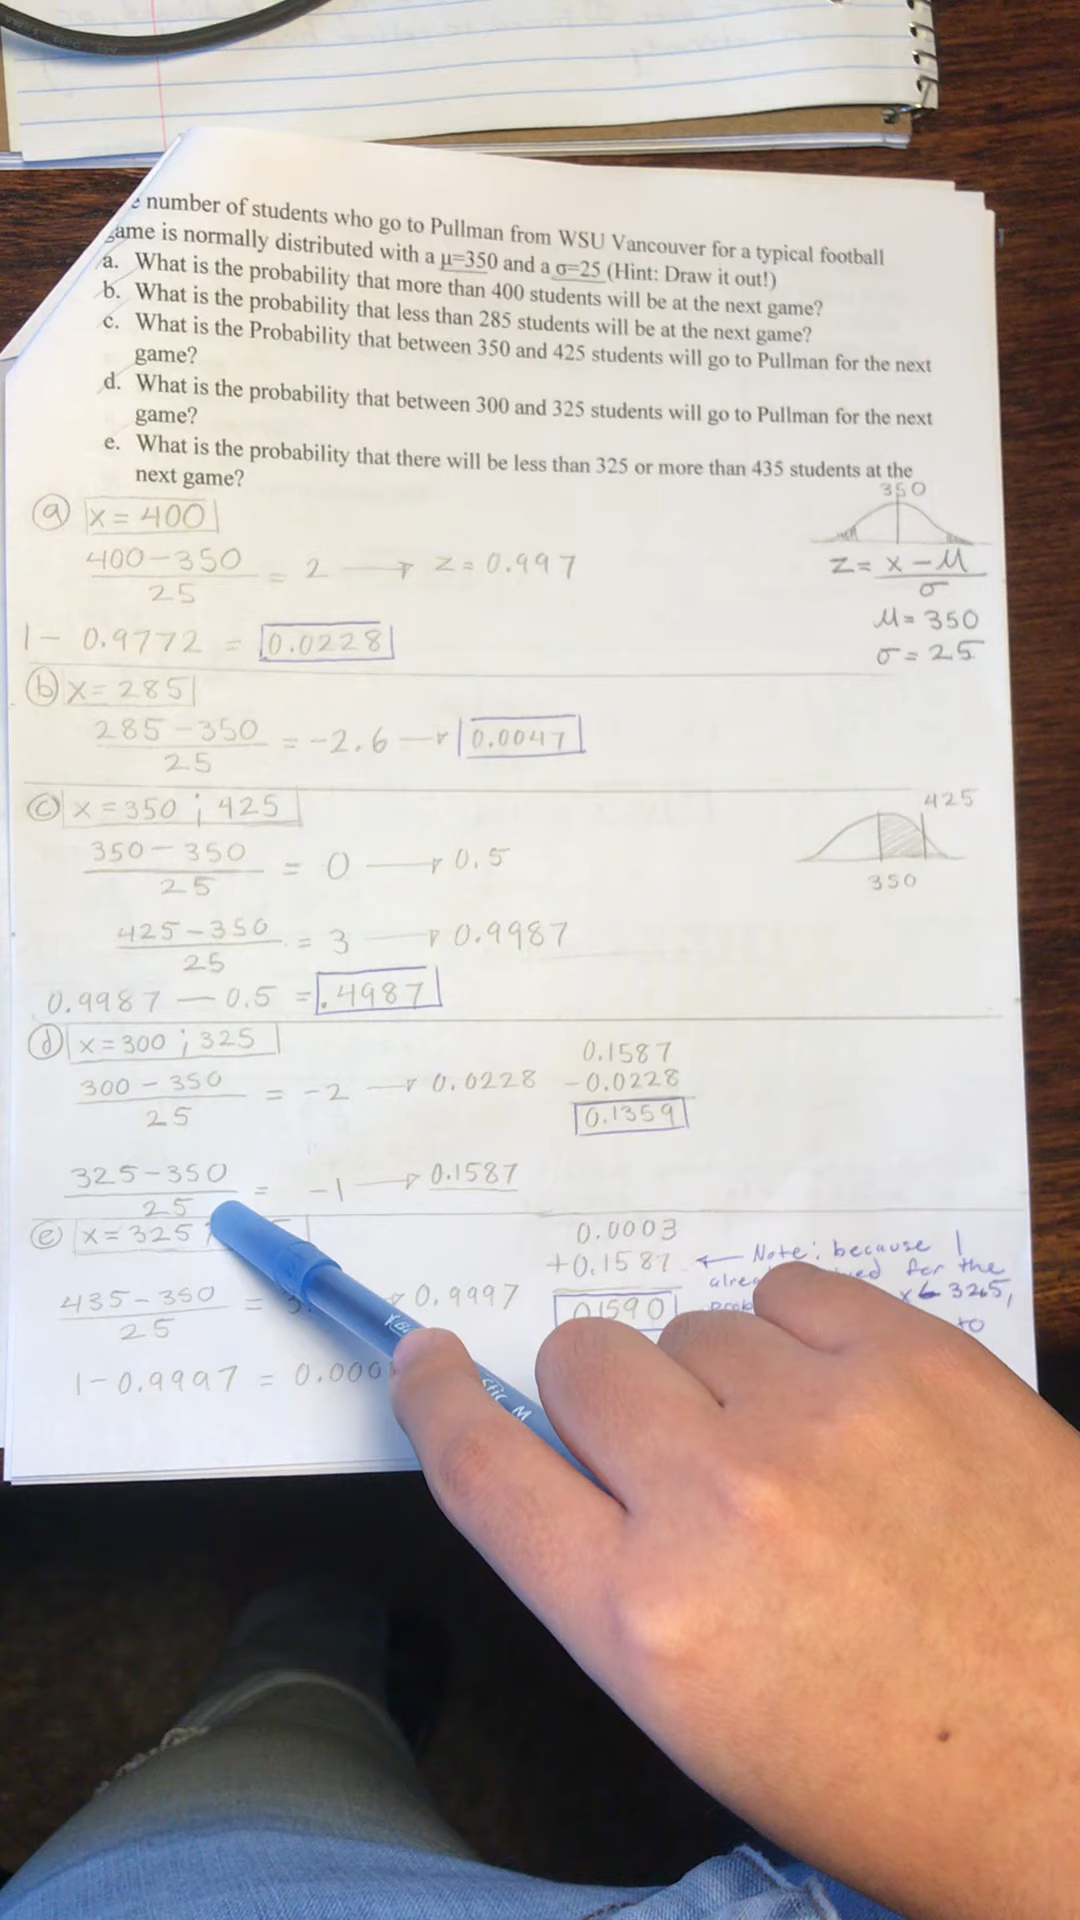 number of students who go to Pullman from WSU Vancouver for a typical football
game is normally distributed with a μ=350 and a σ=25 (Hint: Draw it out!)
a. What is the probability that more than 400 students will be at the next game?
b. What is the probability that less than 285 students will be at the next game?
c. What is the Probability that between 350 and 425 students will go to Pullman for the next
game?
d. What is the probability that between 300 and 325 students will go to Pullman for the next
game?
e. What is the probability that there will be less than 325 or more than 435 students at the
next game?
350
Z = x - μ
σ
μ = 350
σ = 25
a x = 400
400 - 350
25
= 2 → Z = 0.997
1 - 0.9772 = 0.0228
b x = 285
285 - 350
25
= -2.6 → 0.0047
c x = 350 ; 425
350 - 350
25
= 0 → 0.5
425
350
425 - 350
25
= 3 → 0.9987
0.9987 - 0.5 = .4987
d x = 300 ; 325
300 - 350
25
= -2 → 0.0228
0.1587
-0.0228
0.1359
325 - 350
25
= -1 → 0.1587
e x = 325
435 - 350
25
= 3. → 0.9997
1 - 0.9997 = 0.000
0.0003
+0.1587
0.1590
← Note: because I
for the
325,
to